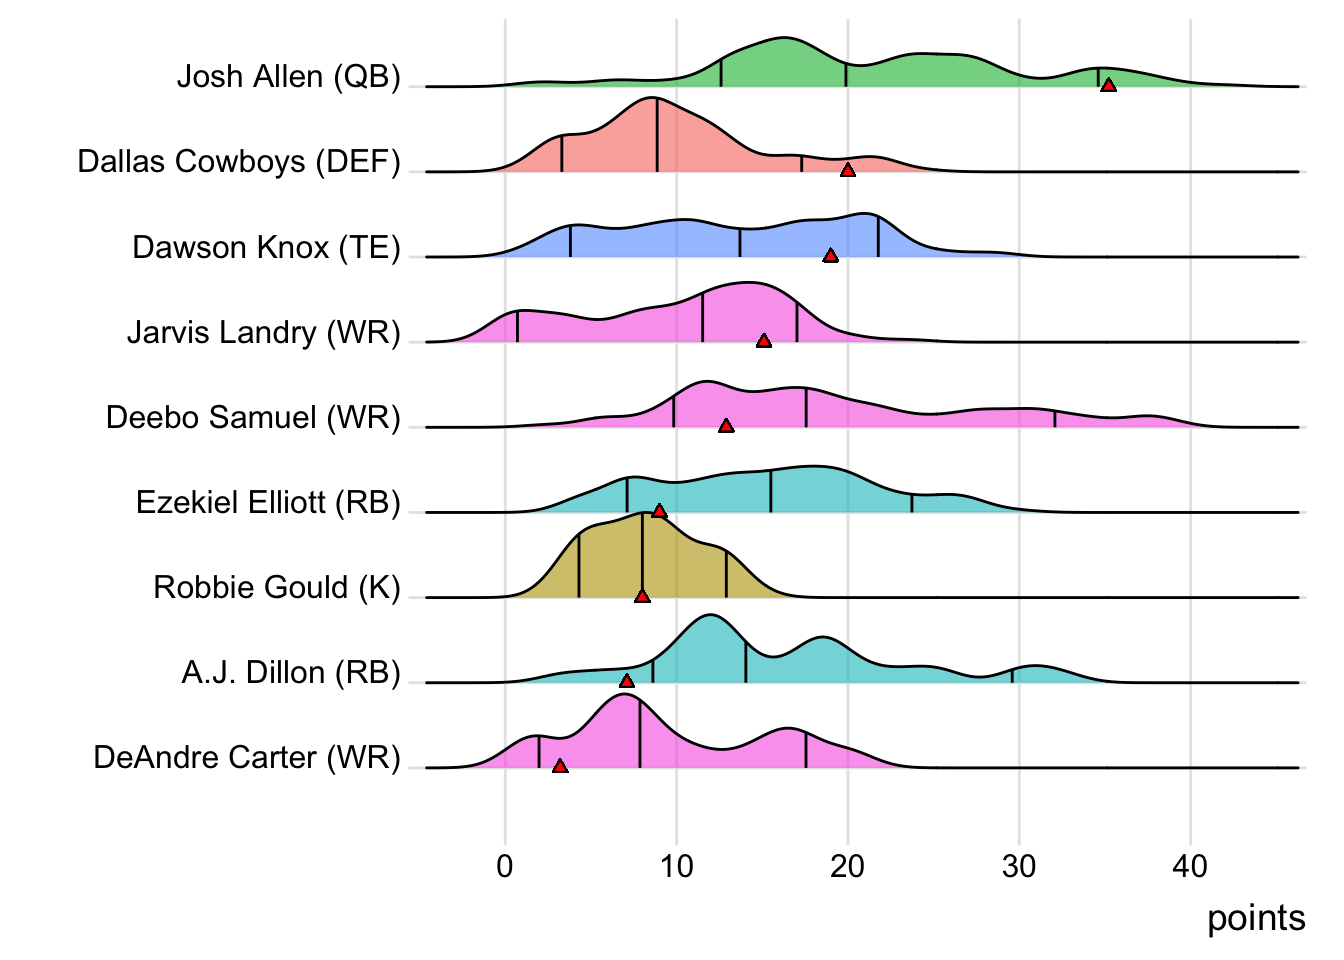 Josh Allen (QB)
Dallas Cowboys (DEF)
Dawson Knox (TE)
Jarvis Landry (WR)
Deebo Samuel (WR)
Ezekiel Elliott (RB)
Robbie Gould (K)
A.J. Dillon (RB)
DeAndre Carter (WR)
0 10 20 30 40
points